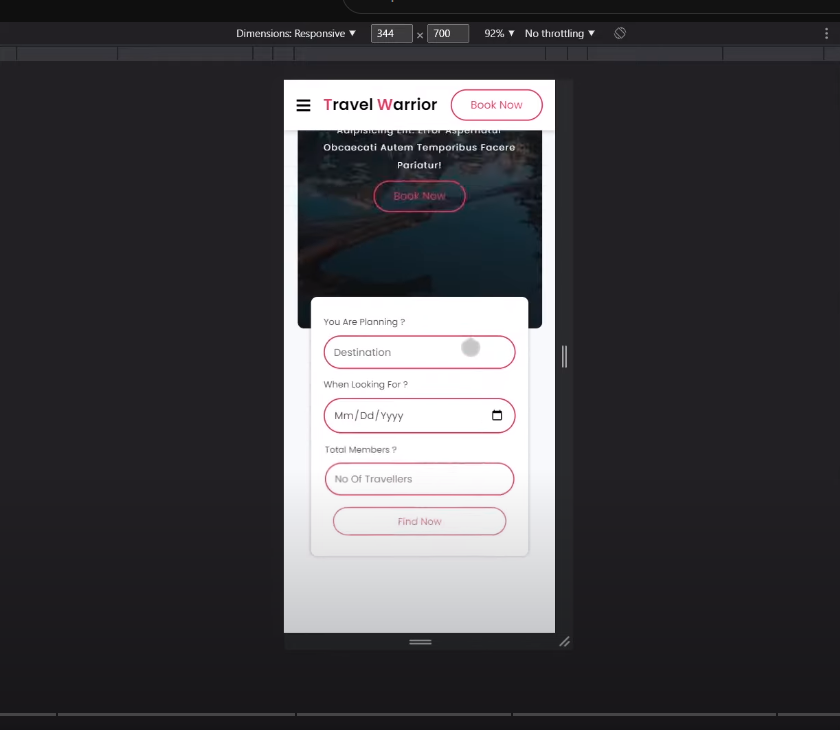 Dimensions: Responsive ▼ 344 × 700 92% ▼ No throttling ▼
Travel Warrior Book Now
Adipisicing Elit. Error Aspernatur
Obcaecati Autem Temporibus Facere
Pariatur!
Book Now
You Are Planning ?
Destination
When Looking For ?
Mm/Dd/Yyyy
Total Members ?
No Of Travellers
Find Now